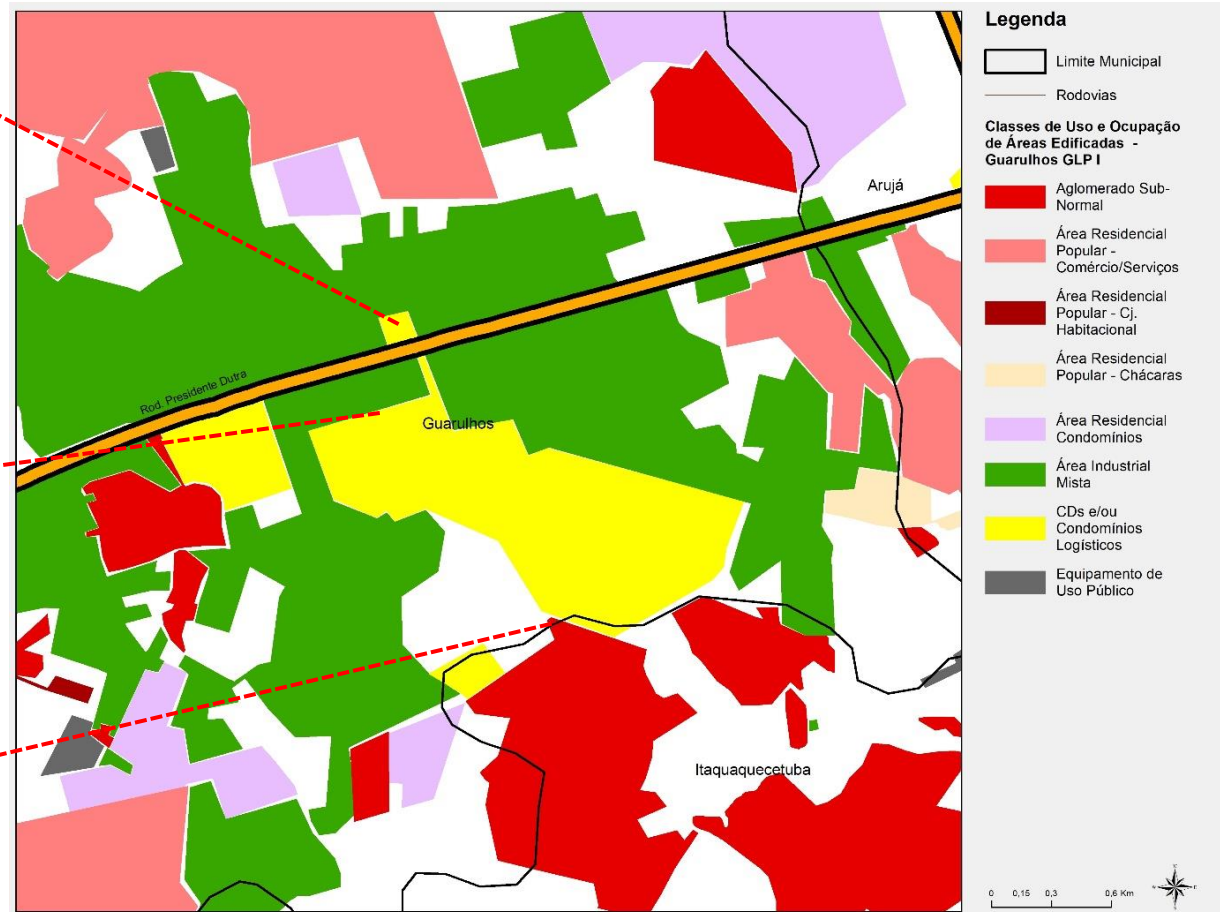 Arujá
Rod. Presidente Dutra
Guarulhos
Itaquaquecetuba
Legenda
Limite Municipal
Rodovias
Classes de Uso e Ocupação
de Áreas Edificadas -
Guarulhos GLP I
Aglomerado Sub-
Normal
Área Residencial
Popular -
Comércio/Serviços
Área Residencial
Popular - Cj.
Habitacional
Área Residencial
Popular - Chácaras
Área Residencial
Condomínios
Área Industrial
Mista
CDs e/ou
Condomínios
Logísticos
Equipamento de
Uso Público
0 0,15 0,3 0,6 Km